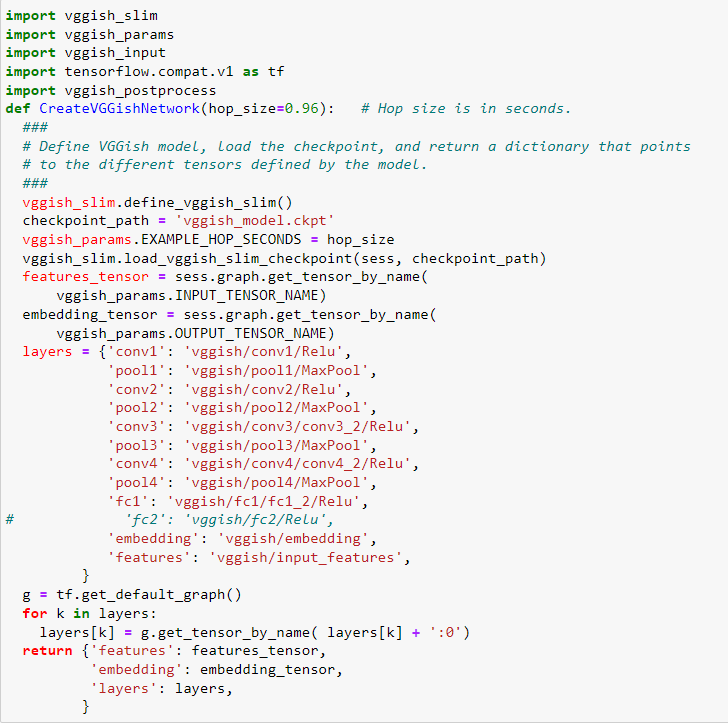 import vggish_slim
import vggish_params
import vggish_input
import tensorflow.compat.v1 as tf
import vggish_postprocess
def CreateVGGishNetwork(hop_size=0.96):   # Hop size is in seconds.
  ###
  # Define VGGish model, load the checkpoint, and return a dictionary that points
  # to the different tensors defined by the model.
  ###
  vggish_slim.define_vggish_slim()
  checkpoint_path = 'vggish_model.ckpt'
  vggish_params.EXAMPLE_HOP_SECONDS = hop_size
  vggish_slim.load_vggish_slim_checkpoint(sess, checkpoint_path)
  features_tensor = sess.graph.get_tensor_by_name(
      vggish_params.INPUT_TENSOR_NAME)
  embedding_tensor = sess.graph.get_tensor_by_name(
      vggish_params.OUTPUT_TENSOR_NAME)
  layers = {'conv1': 'vggish/conv1/Relu',
            'pool1': 'vggish/pool1/MaxPool',
            'conv2': 'vggish/conv2/Relu',
            'pool2': 'vggish/pool2/MaxPool',
            'conv3': 'vggish/conv3/conv3_2/Relu',
            'pool3': 'vggish/pool3/MaxPool',
            'conv4': 'vggish/conv4/conv4_2/Relu',
            'pool4': 'vggish/pool4/MaxPool',
            'fc1': 'vggish/fc1/fc1_2/Relu',
#             'fc2': 'vggish/fc2/Relu',
            'embedding': 'vggish/embedding',
            'features': 'vggish/input_features',
         }
  g = tf.get_default_graph()
  for k in layers:
    layers[k] = g.get_tensor_by_name( layers[k] + ':0')
  return {'features': features_tensor,
          'embedding': embedding_tensor,
          'layers': layers,
         }